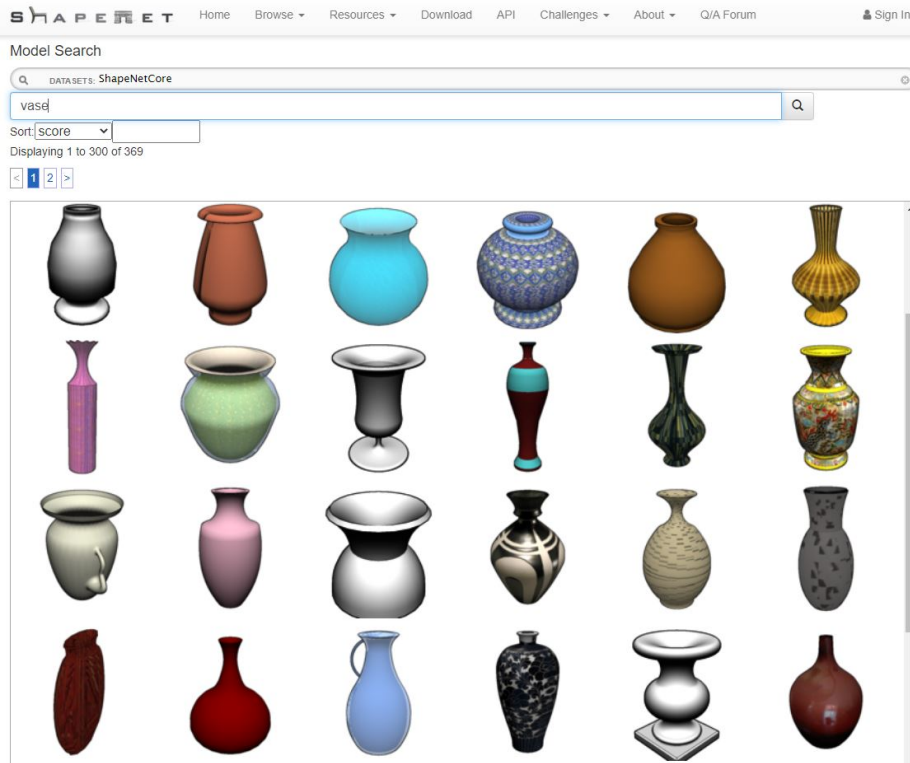 SHAPENET Home Browse Resources Download API Challenges About Q/A Forum Sign In
Model Search
DATASETS: ShapeNetCore
vase
Sort: score
Displaying 1 to 300 of 369
< 1 2 >